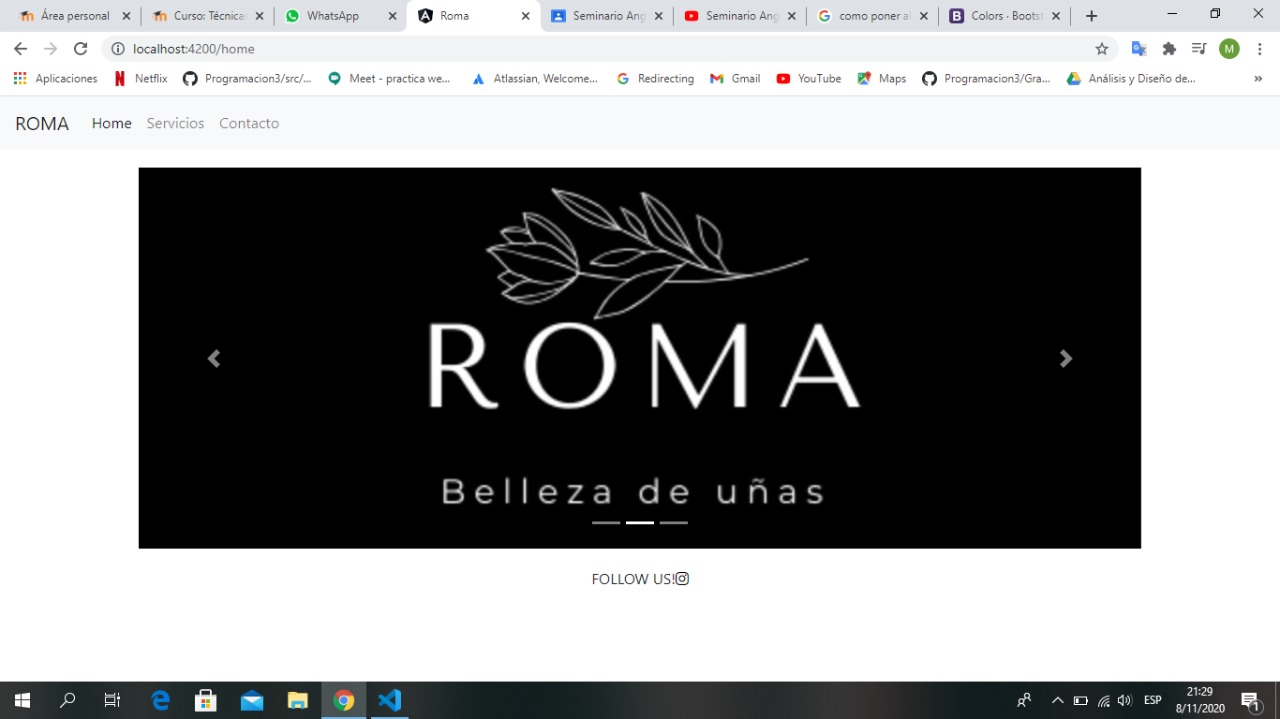 Área personal
Curso: Técnica
WhatsApp
Roma
Seminario Ang
Seminario Ang
como poner al
Colors · Bootst
localhost:4200/home
M
Aplicaciones
Netflix
Programacion3/src/...
Meet - practica we...
Atlassian, Welcome...
Redirecting
Gmail
YouTube
Maps
Programacion3/Gra...
Análisis y Diseño de...
»
ROMA Home Servicios Contacto
ROMA
Belleza de uñas
FOLLOW US!
ESP
21:29
8/11/2020
1